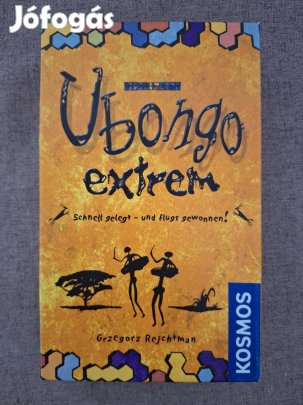 Jófogás
Ubongo
extrem
Schnell gelegt – und flugs gewonnen!
Grzegorz Rejchtman
KOSMOS